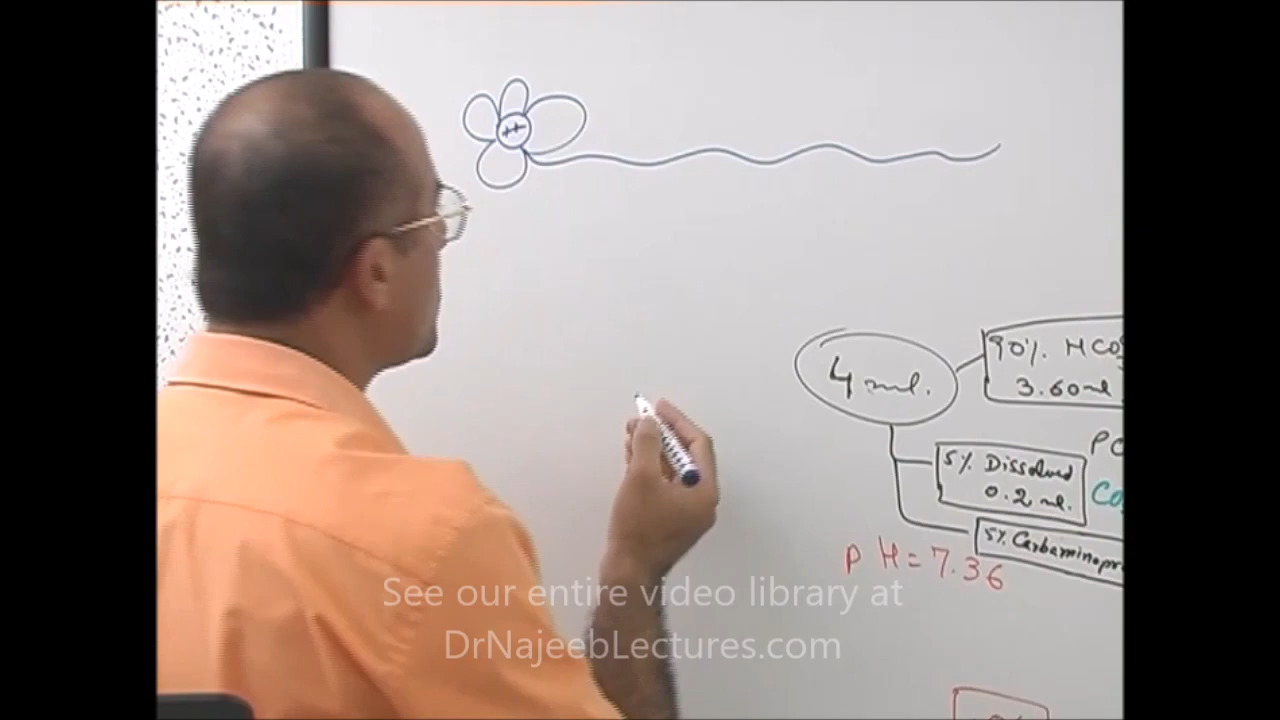 4 ml.
90% HCO3
3.60 ml.
5% Dissolved
0.2 ml.
PC
CO
5% Carbaminopr
PH = 7.36
See our entire video library at
DrNajeebLectures.com